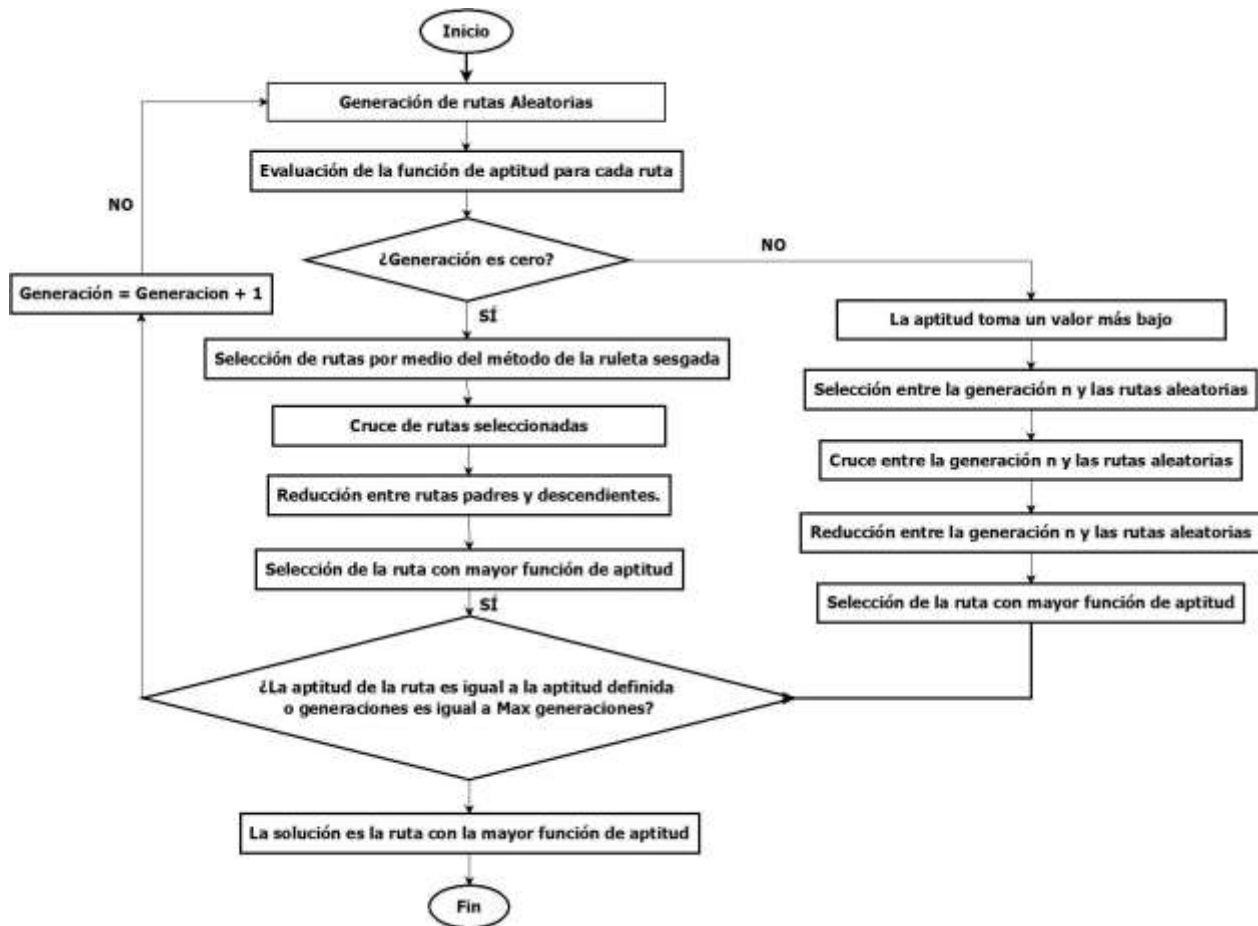 Inicio
Generación de rutas Aleatorias
Evaluación de la función de aptitud para cada ruta
NO
¿Generación es cero?
NO
Generación = Generacion + 1
SÍ
La aptitud toma un valor más bajo
Selección de rutas por medio del método de la ruleta sesgada
Selección entre la generación n y las rutas aleatorias
Cruce de rutas seleccionadas
Cruce entre la generación n y las rutas aleatorias
Reducción entre rutas padres y descendientes.
Reducción entre la generación n y las rutas aleatorias
Selección de la ruta con mayor función de aptitud
Selección de la ruta con mayor función de aptitud
SÍ
¿La aptitud de la ruta es igual a la aptitud definida
o generaciones es igual a Max generaciones?
La solución es la ruta con la mayor función de aptitud
Fin